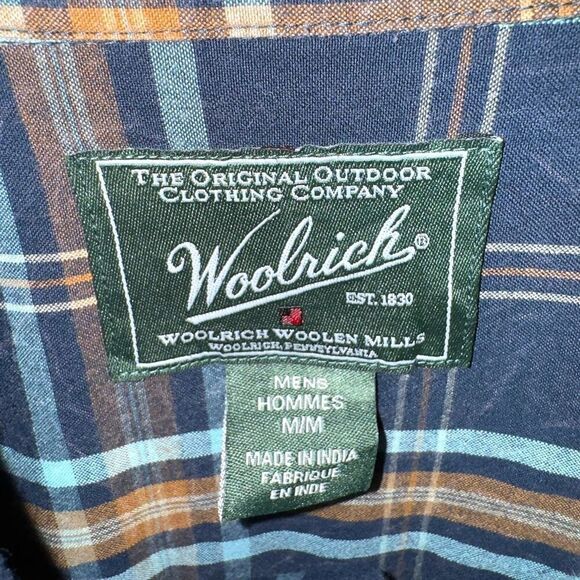 THE ORIGINAL OUTDOOR
CLOTHING COMPANY
Woolrich®
EST. 1830
WOOLRICH WOOLEN MILLS
WOOLRICH, PENNSYLVANIA
MENS
HOMMES
M/M
MADE IN INDIA
FABRIQUE
EN INDE